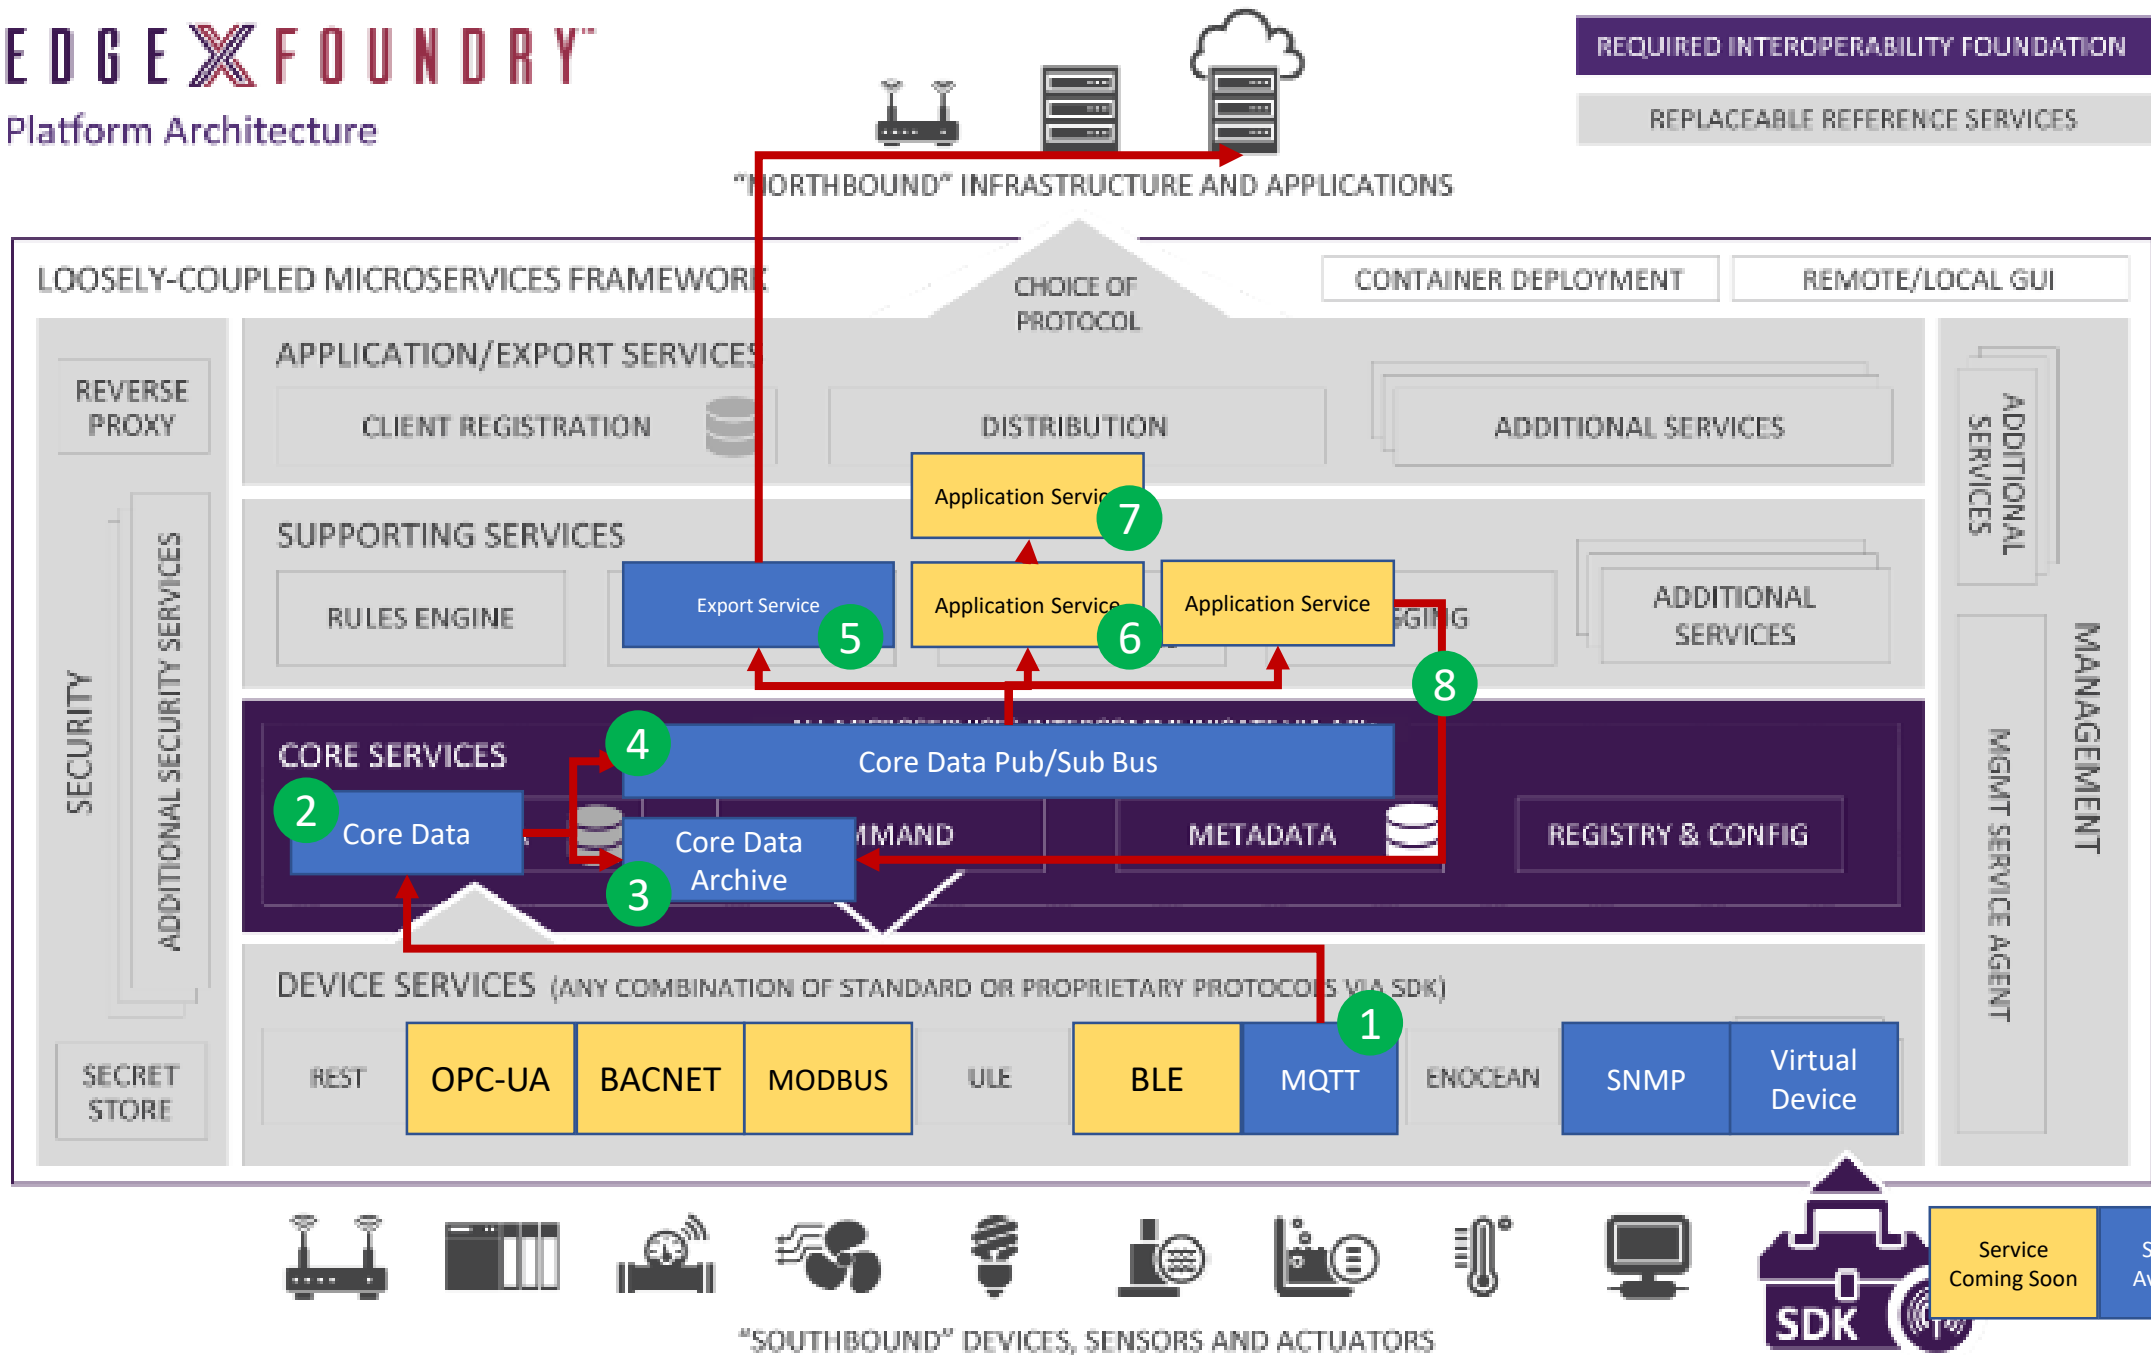 EDGE X FOUNDRY™
Platform Architecture
REQUIRED INTEROPERABILITY FOUNDATION
REPLACEABLE REFERENCE SERVICES
"NORTHBOUND" INFRASTRUCTURE AND APPLICATIONS
LOOSELY-COUPLED MICROSERVICES FRAMEWORK
CHOICE OF
PROTOCOL
CONTAINER DEPLOYMENT
REMOTE/LOCAL GUI
APPLICATION/EXPORT SERVICES
REVERSE
PROXY
CLIENT REGISTRATION
DISTRIBUTION
ADDITIONAL SERVICES
ADDITIONAL
SERVICES
Application Service
7
SUPPORTING SERVICES
RULES ENGINE
Export Service
5
Application Service
6
Application Service
GGING
ADDITIONAL
SERVICES
8
SECURITY
ADDITIONAL SECURITY SERVICES
MANAGEMENT
MGMT SERVICE AGENT
CORE SERVICES
4
Core Data Pub/Sub Bus
2
Core Data
Core Data
Archive
3
MMAND
METADATA
REGISTRY & CONFIG
DEVICE SERVICES (ANY COMBINATION OF STANDARD OR PROPRIETARY PROTOCOLS VIA SDK)
1
SECRET
STORE
REST
OPC-UA
BACNET
MODBUS
ULE
BLE
MQTT
ENOCEAN
SNMP
Virtual
Device
SDK
Service
Coming Soon
"SOUTHBOUND" DEVICES, SENSORS AND ACTUATORS